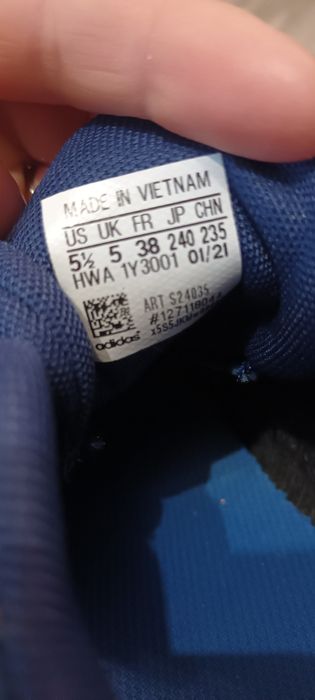 MADE IN VIETNAM
US UK FR JP CHN
5½ 5 38 240 235
HWA 1Y3001 01/21
ART S24035
adidas